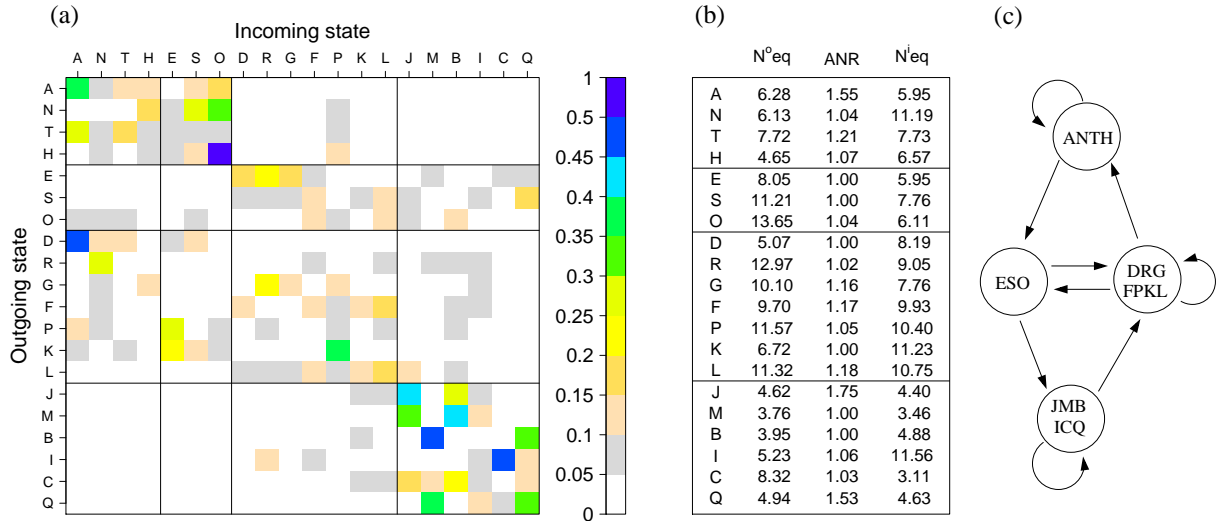 (a)
Incoming state
A N T H E S O D R G F P K L J M B I C Q
Outgoing state
A
N
T
H
E
S
O
D
R
G
F
P
K
L
J
M
B
I
C
Q
1
0.5
0.45
0.4
0.35
0.3
0.25
0.2
0.15
0.1
0.05
0
(b)
N°eq ANR Nⁱeq
A 6.28 1.55 5.95
N 6.13 1.04 11.19
T 7.72 1.21 7.73
H 4.65 1.07 6.57
E 8.05 1.00 5.95
S 11.21 1.00 7.76
O 13.65 1.04 6.11
D 5.07 1.00 8.19
R 12.97 1.02 9.05
G 10.10 1.16 7.76
F 9.70 1.17 9.93
P 11.57 1.05 10.40
K 6.72 1.00 11.23
L 11.32 1.18 10.75
J 4.62 1.75 4.40
M 3.76 1.00 3.46
B 3.95 1.00 4.88
I 5.23 1.06 11.56
C 8.32 1.03 3.11
Q 4.94 1.53 4.63
(c)
ANTH
ESO
DRG
FPKL
JMB
ICQ